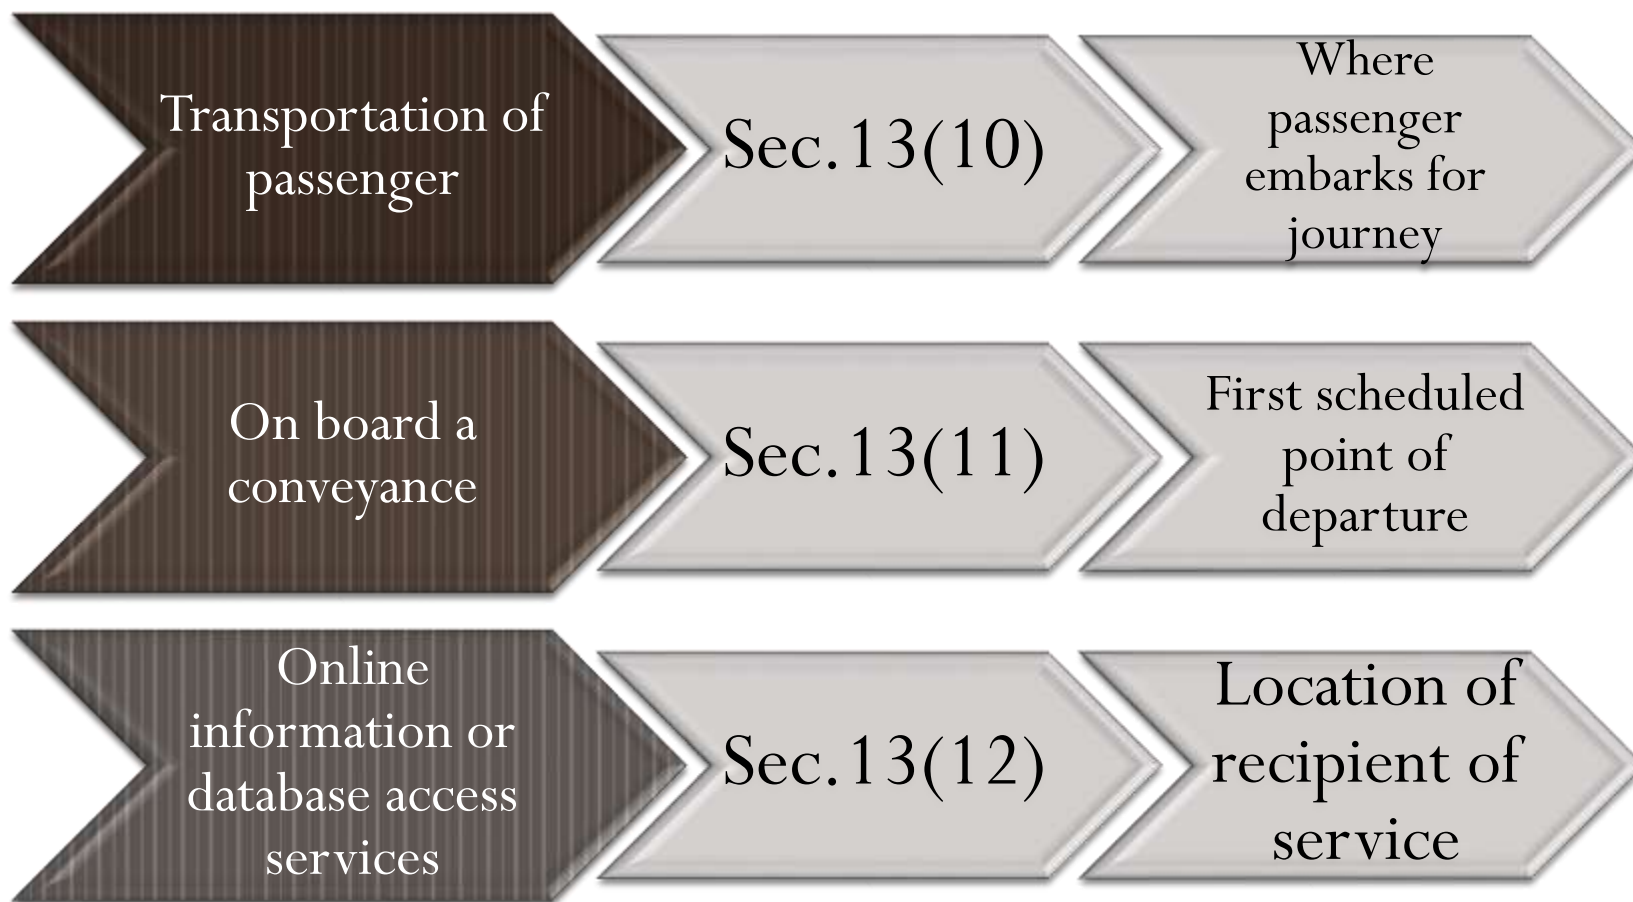 Transportation of
passenger
Sec.13(10)
Where
passenger
embarks for
journey
On board a
conveyance
Sec.13(11)
First scheduled
point of
departure
Online
information or
database access
services
Sec.13(12)
Location of
recipient of
service